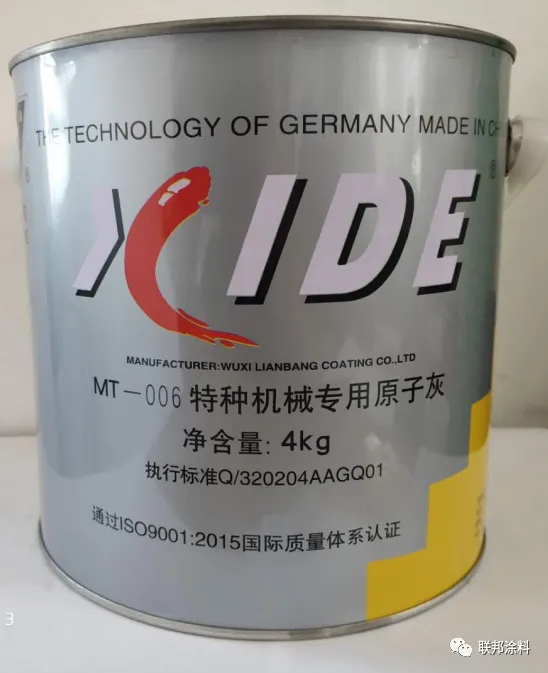 THE TECHNOLOGY OF GERMANY MADE IN CH
®
XIDE
®
MANUFACTURER:WUXI LIANBANG COATING CO.,LTD
MT-006 特种机械专用原子灰
净含量: 4kg
执行标准Q/320204AAGQ01
通过ISO9001:2015国际质量体系认证
3
联邦涂料